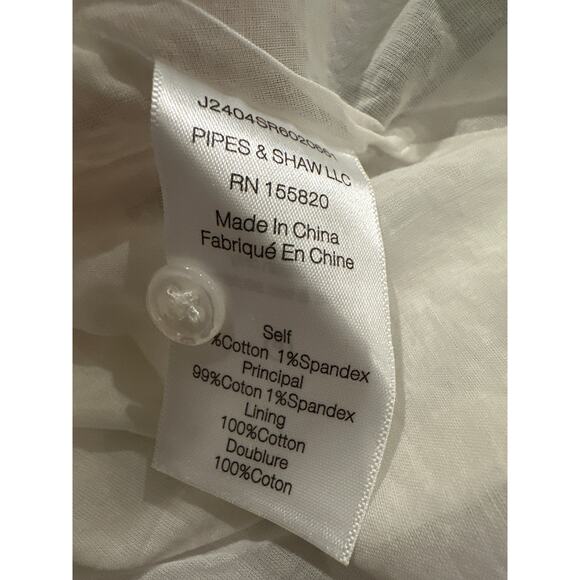 J2404SR6020661
PIPES & SHAW LLC
RN 155820
Made In China
Fabriqué En Chine
Self
%Cotton 1%Spandex
Principal
99%Coton 1%Spandex
Lining
100%Cotton
Doublure
100%Coton